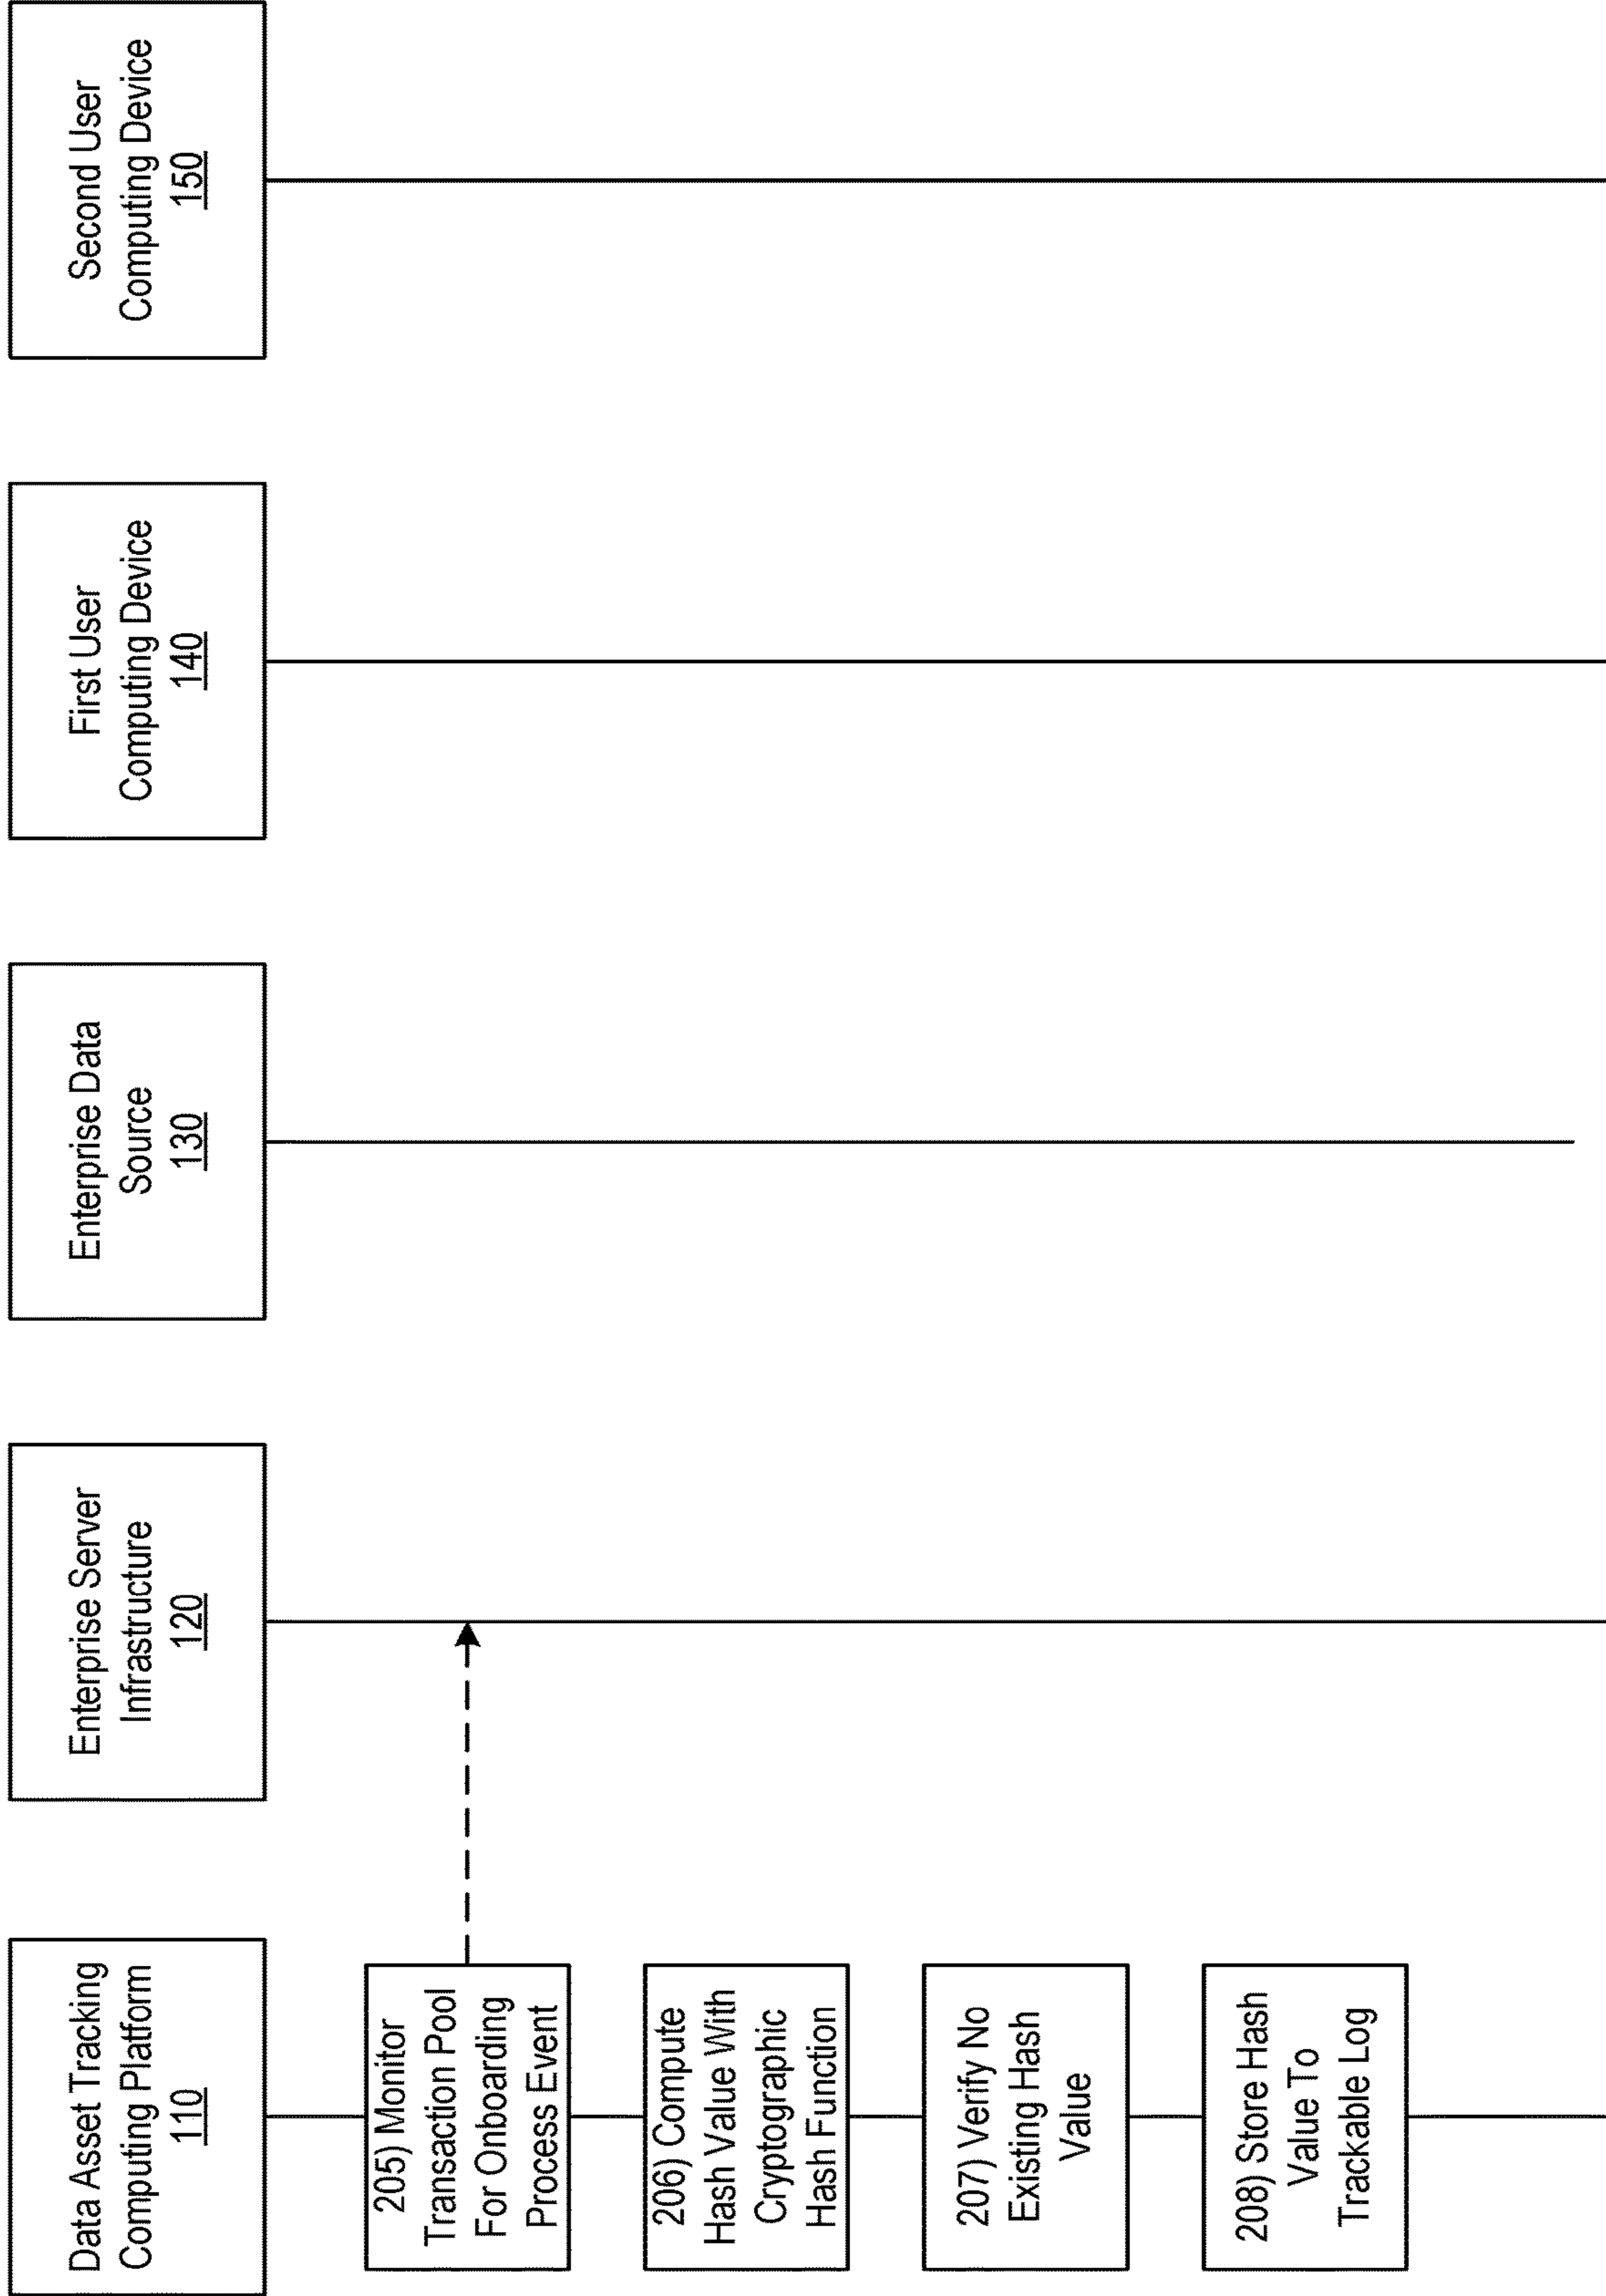 Data Asset Tracking
Computing Platform
110
Enterprise Server
Infrastructure
120
Enterprise Data
Source
130
First User
Computing Device
140
Second User
Computing Device
150
205) Monitor
Transaction Pool
For Onboarding
Process Event
206) Compute
Hash Value With
Cryptographic
Hash Function
207) Verify No
Existing Hash
Value
208) Store Hash
Value To
Trackable Log